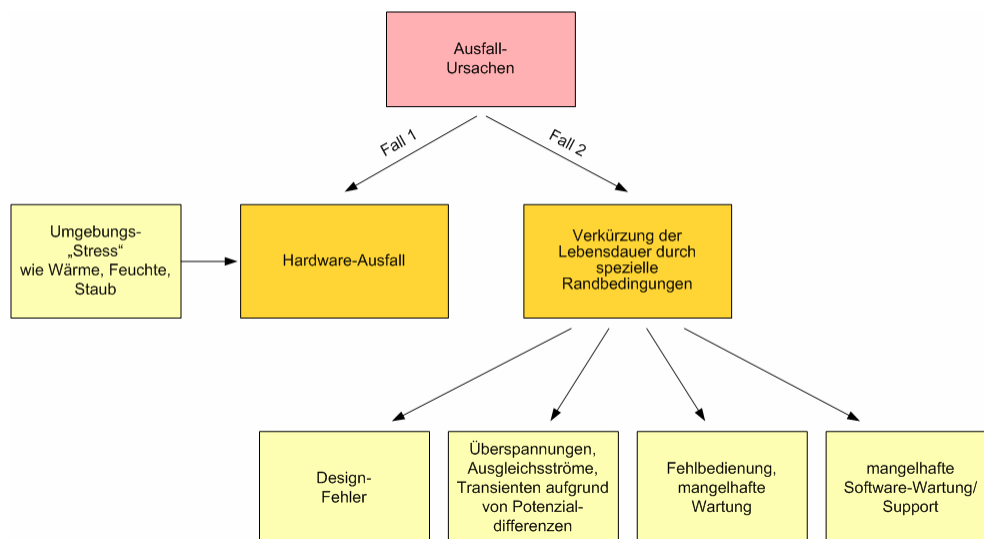 Ausfall-
Ursachen
Fall 1
Fall 2
Umgebungs-
„Stress“
wie Wärme, Feuchte,
Staub
Hardware-Ausfall
Verkürzung der
Lebensdauer durch
spezielle
Randbedingungen
Design-
Fehler
Überspannungen,
Ausgleichsströme,
Transienten aufgrund
von Potenzial-
differenzen
Fehlbedienung,
mangelhafte
Wartung
mangelhafte
Software-Wartung/
Support